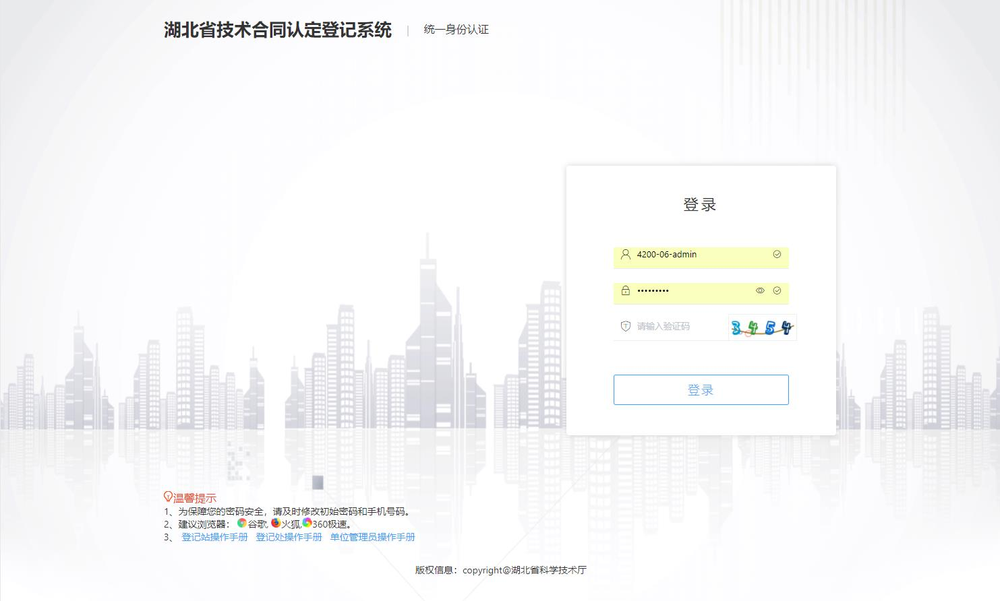 湖北省技术合同认定登记系统 | 统一身份认证
登录
4200-06-admin
•••••••••
请输入验证码 3454
登录
温馨提示
1、为保障您的密码安全，请及时修改初始密码和手机号码。
2、建议浏览器：谷歌,火狐,360极速。
3、 登记站操作手册 登记处操作手册 单位管理员操作手册
版权信息：copyright@湖北省科学技术厅